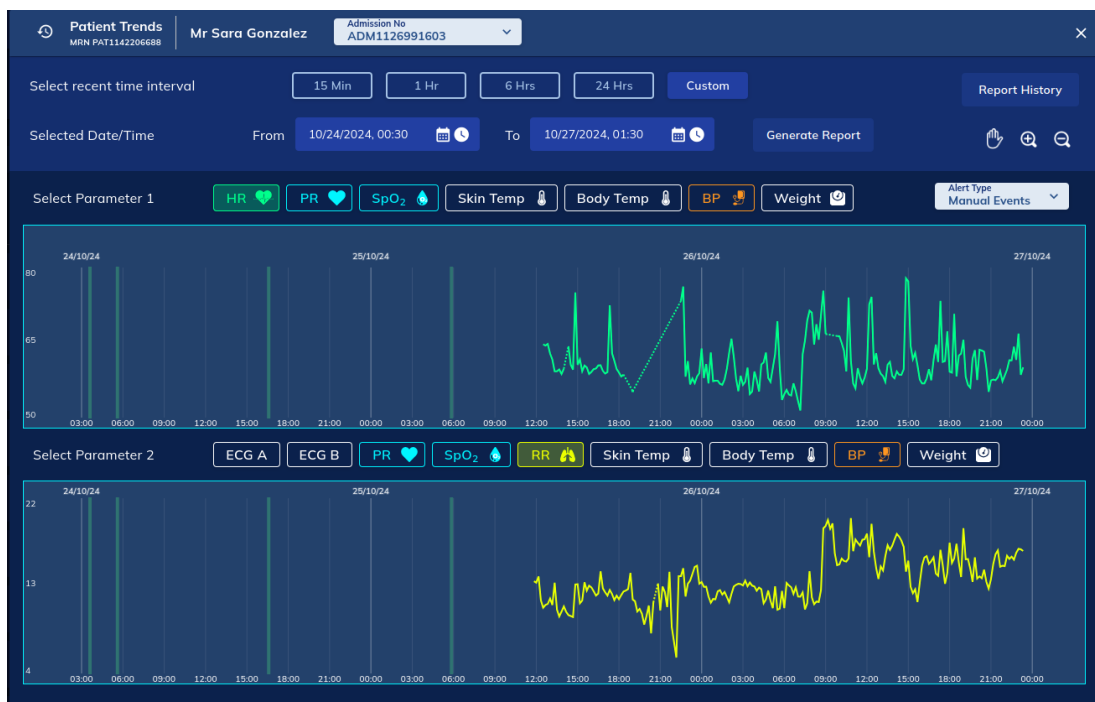 Patient Trends
MRN PAT1142206688
Mr Sara Gonzalez
Admission No
ADM1126991603
Select recent time interval
15 Min
1 Hr
6 Hrs
24 Hrs
Custom
Report History
Selected Date/Time
From
10/24/2024, 00:30
To
10/27/2024, 01:30
Generate Report
Select Parameter 1
HR
PR
SpO₂
Skin Temp
Body Temp
BP
Weight
Alert Type
Manual Events
24/10/24 25/10/24 26/10/24 27/10/24
80
65
50
03:00 06:00 09:00 12:00 15:00 18:00 21:00 00:00 03:00 06:00 09:00 12:00 15:00 18:00 21:00 00:00 03:00 06:00 09:00 12:00 15:00 18:00 21:00 00:00
Select Parameter 2
ECG A
ECG B
PR
SpO₂
RR
Skin Temp
Body Temp
BP
Weight
24/10/24 25/10/24 26/10/24 27/10/24
22
13
4
03:00 06:00 09:00 12:00 15:00 18:00 21:00 00:00 03:00 06:00 09:00 12:00 15:00 18:00 21:00 00:00 03:00 06:00 09:00 12:00 15:00 18:00 21:00 00:00